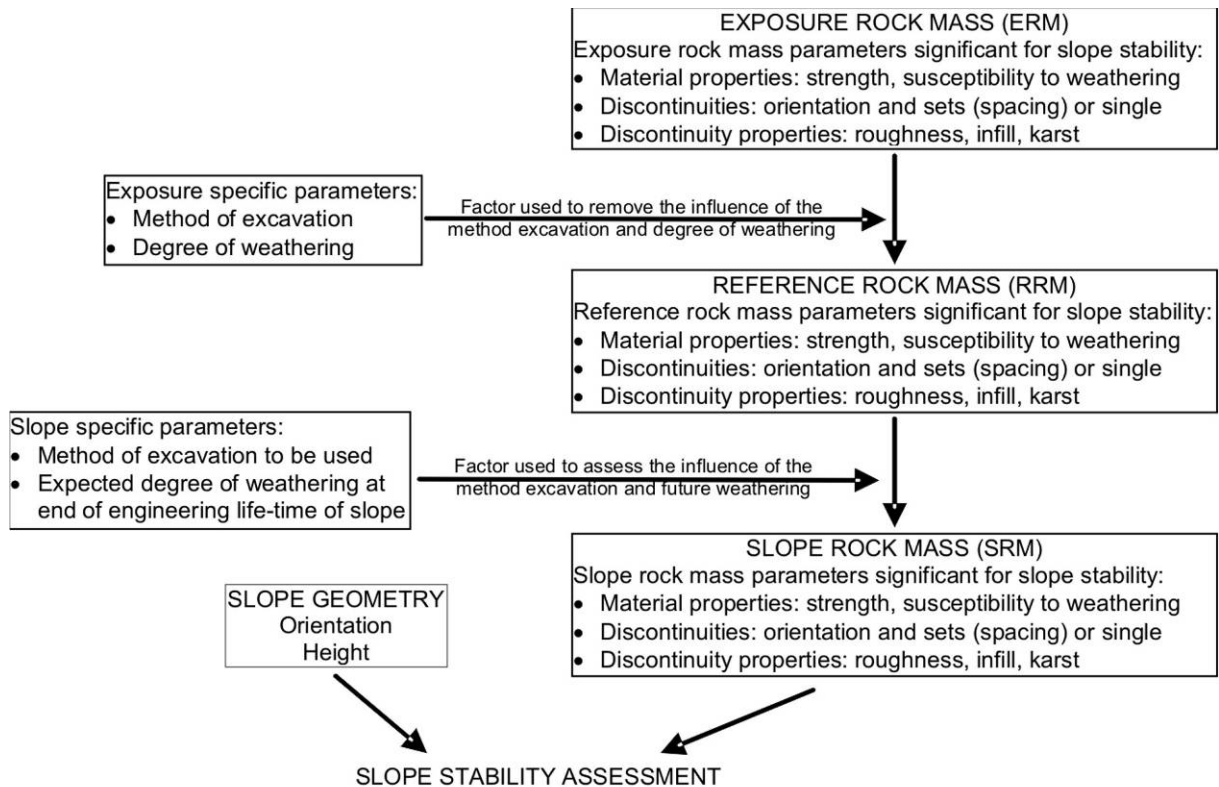 EXPOSURE ROCK MASS (ERM)
Exposure rock mass parameters significant for slope stability:
• Material properties: strength, susceptibility to weathering
• Discontinuities: orientation and sets (spacing) or single
• Discontinuity properties: roughness, infill, karst
Exposure specific parameters:
• Method of excavation
• Degree of weathering
Factor used to remove the influence of the
method excavation and degree of weathering
REFERENCE ROCK MASS (RRM)
Reference rock mass parameters significant for slope stability:
• Material properties: strength, susceptibility to weathering
• Discontinuities: orientation and sets (spacing) or single
• Discontinuity properties: roughness, infill, karst
Slope specific parameters:
• Method of excavation to be used
• Expected degree of weathering at
end of engineering life-time of slope
Factor used to assess the influence of the
method excavation and future weathering
SLOPE ROCK MASS (SRM)
Slope rock mass parameters significant for slope stability:
• Material properties: strength, susceptibility to weathering
• Discontinuities: orientation and sets (spacing) or single
• Discontinuity properties: roughness, infill, karst
SLOPE GEOMETRY
Orientation
Height
SLOPE STABILITY ASSESSMENT